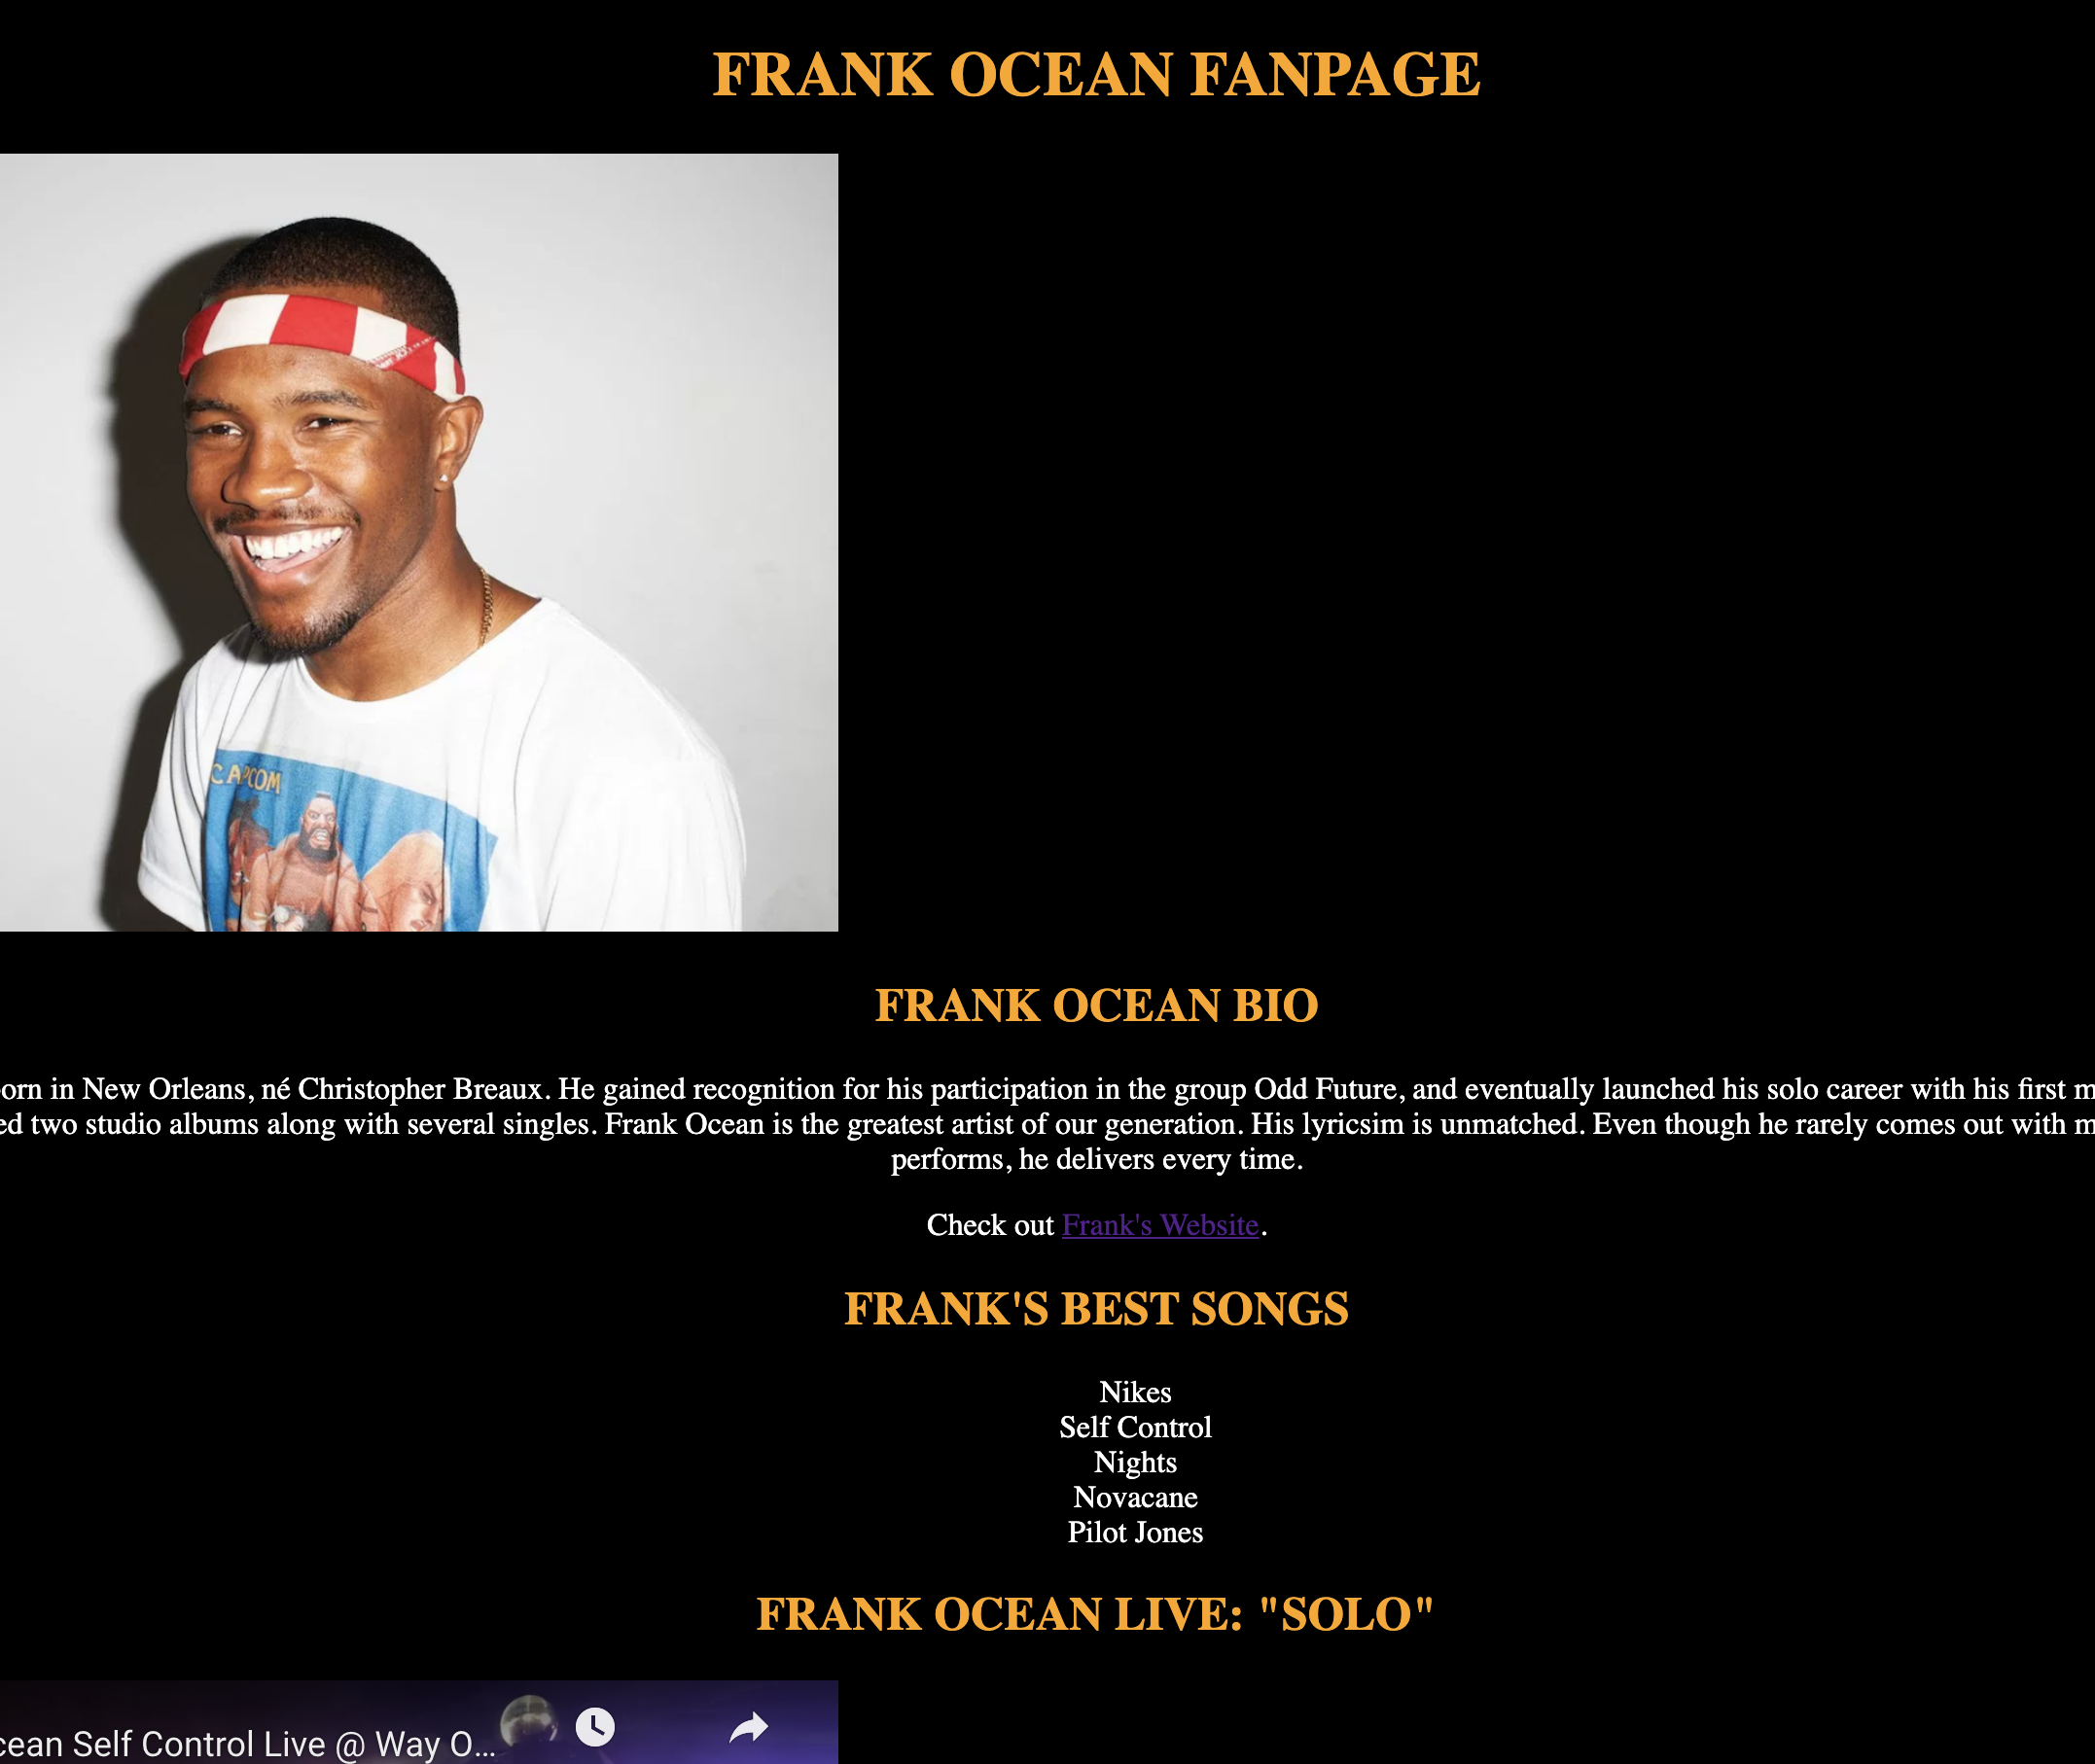 FRANK OCEAN FANPAGE
CAPCOM
FRANK OCEAN BIO
orn in New Orleans, né Christopher Breaux. He gained recognition for his participation in the group Odd Future, and eventually launched his solo career with his first m
ed two studio albums along with several singles. Frank Ocean is the greatest artist of our generation. His lyricsim is unmatched. Even though he rarely comes out with m
performs, he delivers every time.
Check out Frank's Website.
FRANK'S BEST SONGS
Nikes
Self Control
Nights
Novacane
Pilot Jones
FRANK OCEAN LIVE: "SOLO"
cean Self Control Live @ Way O...